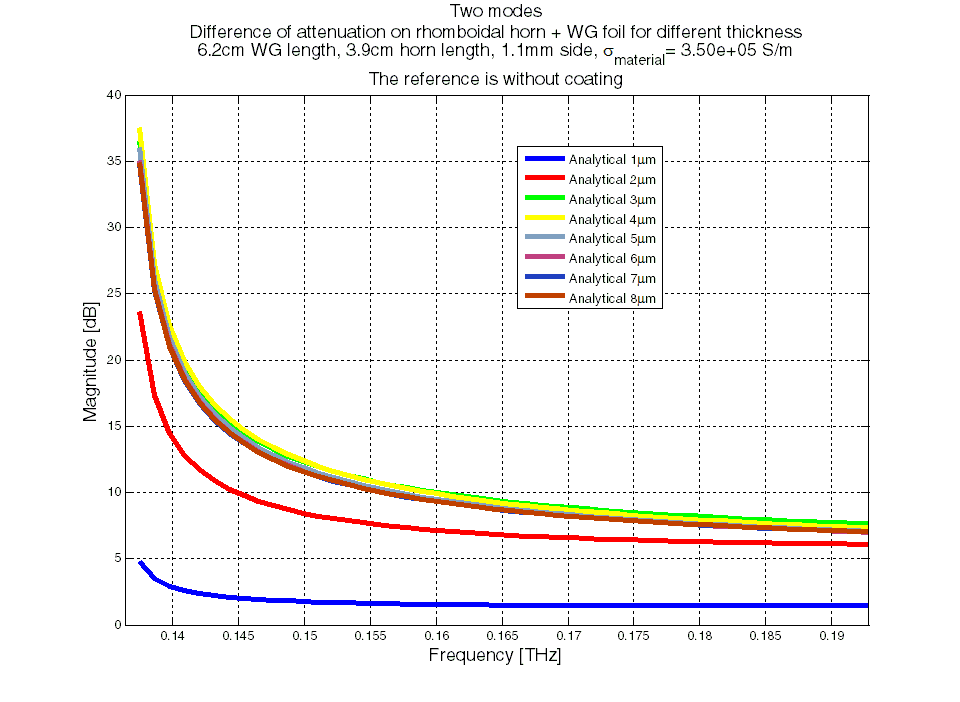 Two modes
Difference of attenuation on rhomboidal horn + WG foil for different thickness
6.2cm WG length, 3.9cm horn length, 1.1mm side, σmaterial= 3.50e+05 S/m
The reference is without coating
40
35
30
25
20
15
10
5
0
Magnitude [dB]
Analytical 1μm
Analytical 2μm
Analytical 3μm
Analytical 4μm
Analytical 5μm
Analytical 6μm
Analytical 7μm
Analytical 8μm
0.14 0.145 0.15 0.155 0.16 0.165 0.17 0.175 0.18 0.185 0.19
Frequency [THz]